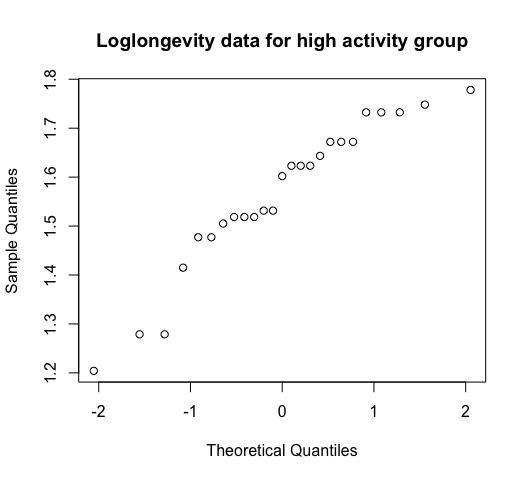 Loglongevity data for high activity group
Sample Quantiles
1.8
1.7
1.6
1.5
1.4
1.3
1.2
-2 -1 0 1 2
Theoretical Quantiles